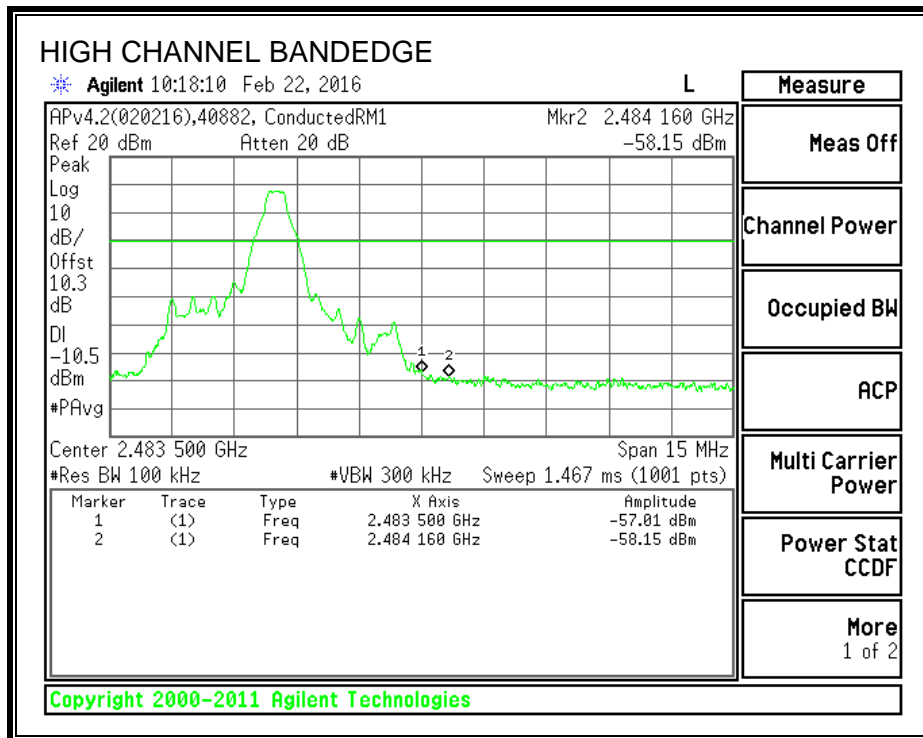 HIGH CHANNEL BANDEDGE
Agilent 10:18:10 Feb 22, 2016 L
APv4.2(020216),40882, ConductedRM1 Mkr2 2.484 160 GHz
Ref 20 dBm Atten 20 dB -58.15 dBm
Peak
Log
10
dB/
Offst
10.3
dB
DI
-10.5
dBm
#PAvg
1 2
Center 2.483 500 GHz Span 15 MHz
#Res BW 100 kHz #VBW 300 kHz Sweep 1.467 ms (1001 pts)
Marker Trace Type X Axis Amplitude
1 (1) Freq 2.483 500 GHz -57.01 dBm
2 (1) Freq 2.484 160 GHz -58.15 dBm
Measure
Meas Off
Channel Power
Occupied BW
ACP
Multi Carrier
Power
Power Stat
CCDF
More
1 of 2
Copyright 2000-2011 Agilent Technologies